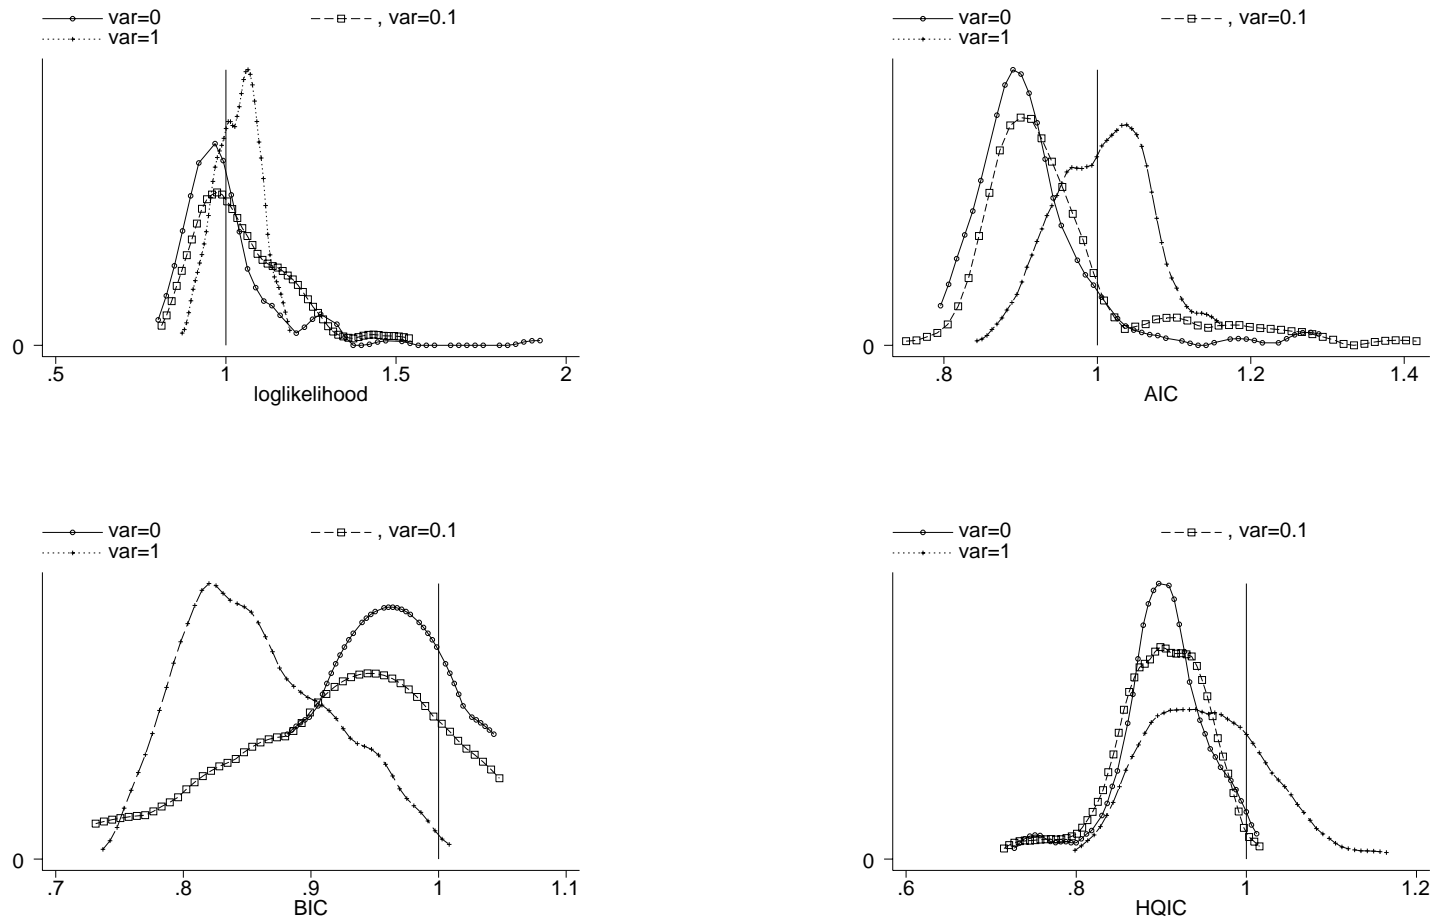 var=0 , var=0.1
var=1
0
.5 1 1.5 2
loglikelihood
var=0 , var=0.1
var=1
0
.8 1 1.2 1.4
AIC
var=0 , var=0.1
var=1
0
.7 .8 .9 1 1.1
BIC
var=0 , var=0.1
var=1
0
.6 .8 1 1.2
HQIC